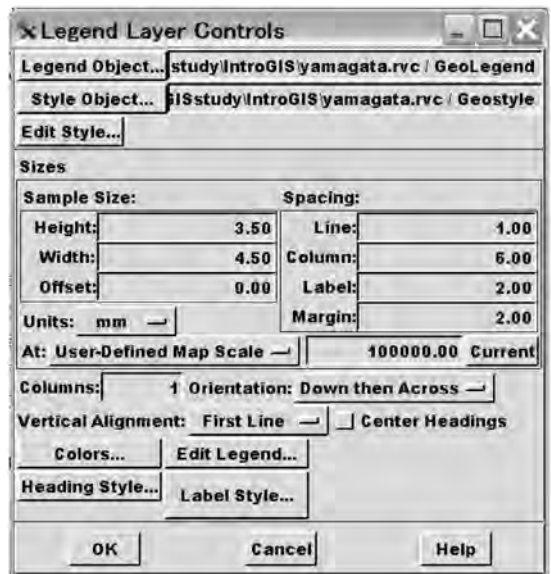 Legend Layer Controls
Legend Object... study\IntroGIS\yamagata.rvc / GeoLegend
Style Object... GISstudy\IntroGIS\yamagata.rvc / Geostyle
Edit Style...
Sizes
Sample Size: Spacing:
Height: 3.50 Line: 1.00
Width: 4.50 Column: 6.00
Offset: 0.00 Label: 2.00
Units: mm Margin: 2.00
At: User-Defined Map Scale 100000.00 Current
Columns: 1 Orientation: Down then Across
Vertical Alignment: First Line Center Headings
Colors... Edit Legend...
Heading Style... Label Style...
OK Cancel Help